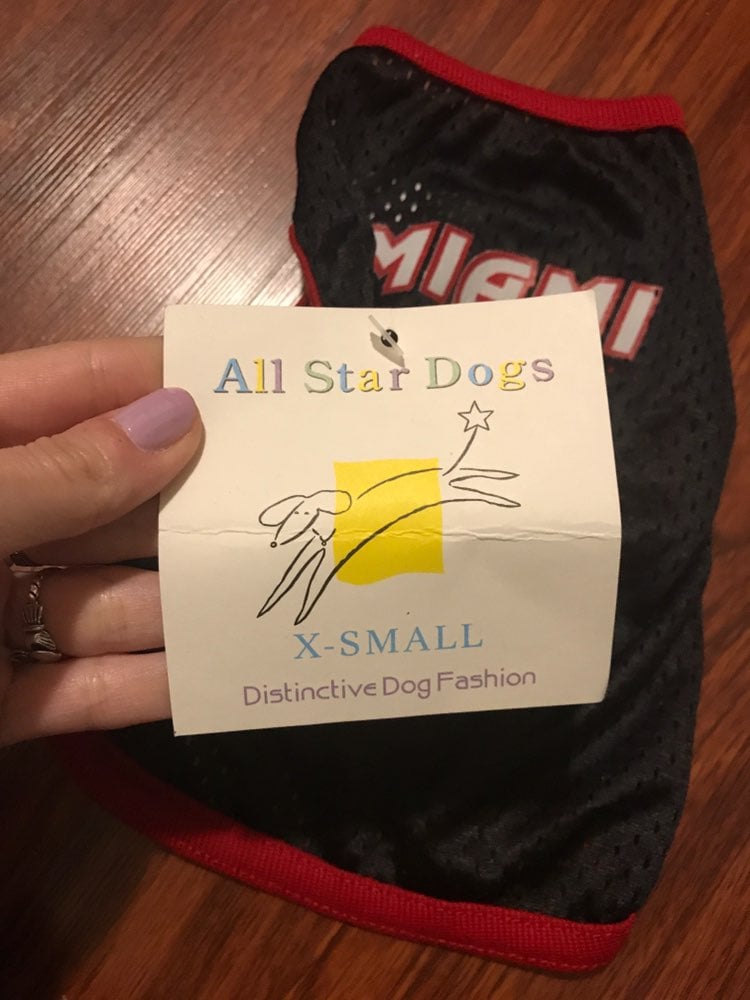 MIAMI
All Star Dogs
X-SMALL
Distinctive Dog Fashion